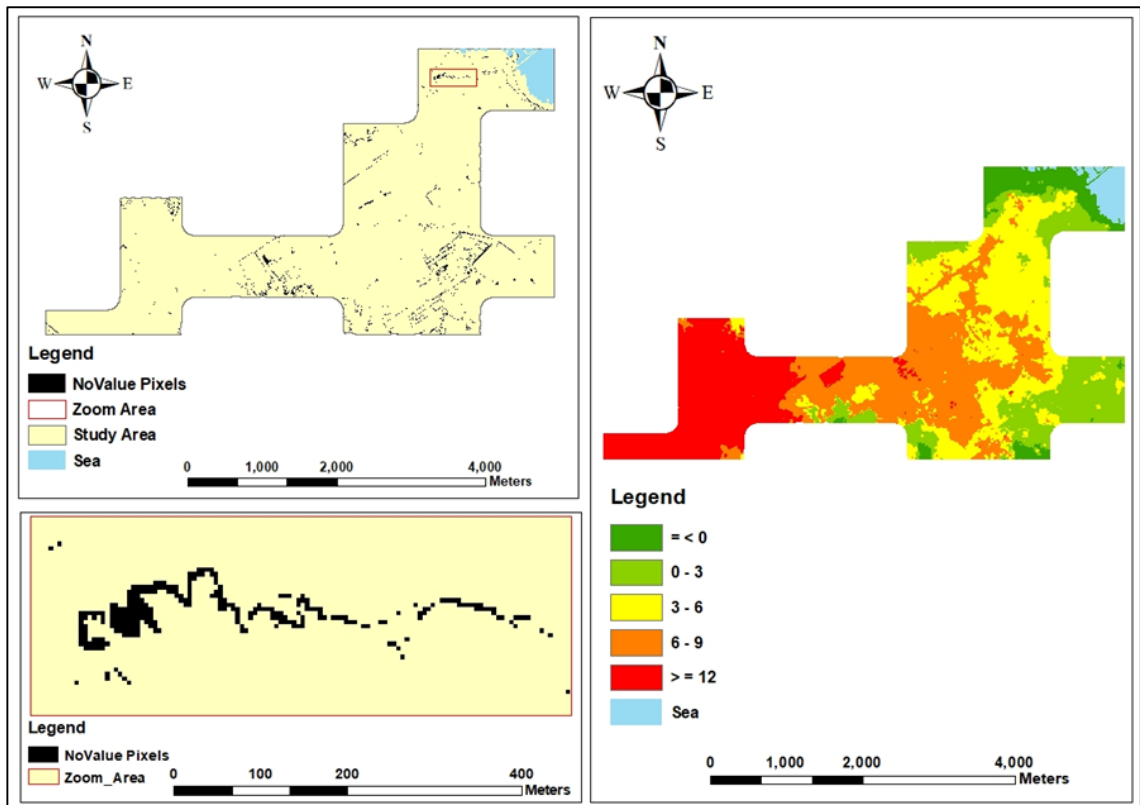 N
W E
S
Legend
NoValue Pixels
Zoom Area
Study Area
Sea
0 1,000 2,000 4,000
Meters
Legend
NoValue Pixels
Zoom_Area
0 100 200 400
Meters
N
W E
S
Legend
= < 0
0 - 3
3 - 6
6 - 9
> = 12
Sea
0 1,000 2,000 4,000
Meters